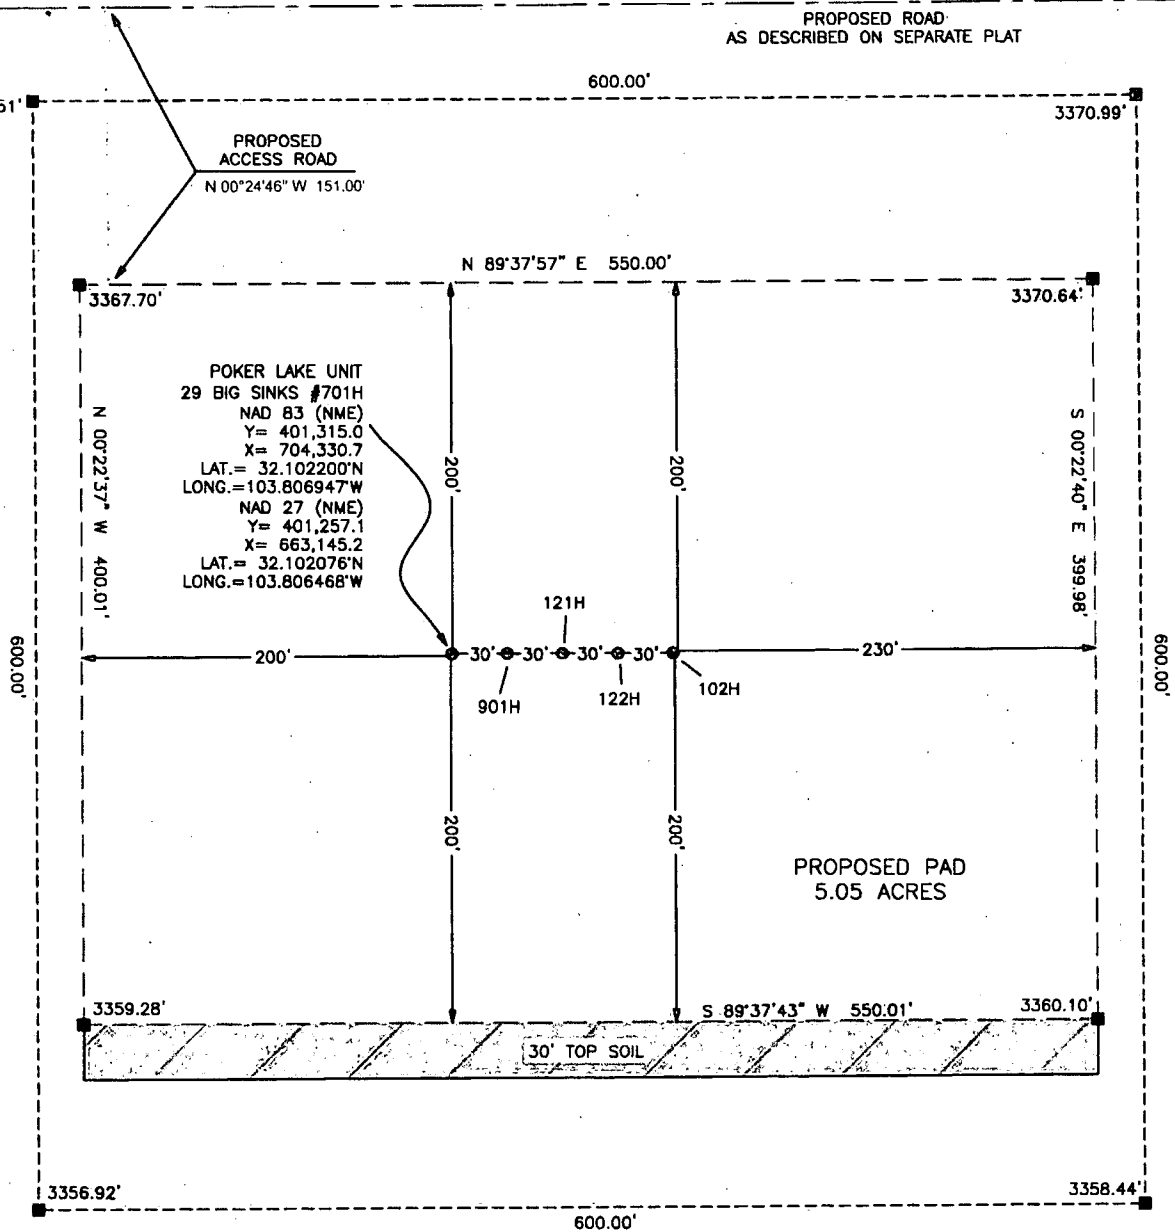 PROPOSED ROAD
AS DESCRIBED ON SEPARATE PLAT
600.00'
51'
3370.99'
PROPOSED
ACCESS ROAD
N 00°24'46" W 151.00'
N 89°37'57" E 550.00'
3367.70'
3370.64'
POKER LAKE UNIT
29 BIG SINKS #701H
NAD 83 (NME)
Y= 401,315.0
X= 704,330.7
LAT.= 32.102200°N
LONG.=103.806947°W
NAD 27 (NME)
Y= 401,257.1
X= 663,145.2
LAT.= 32.102076°N
LONG.=103.806468°W
N 00°22'37" W 400.01'
200'
200'
S 00°22'40" E 399.98'
600.00'
600.00'
121H
200'
30'
30'
30'
30'
230'
901H
122H
102H
200'
200'
PROPOSED PAD
5.05 ACRES
3359.28'
S 89°37'43" W 550.01'
3360.10'
30' TOP SOIL
3356.92'
3358.44'
600.00'